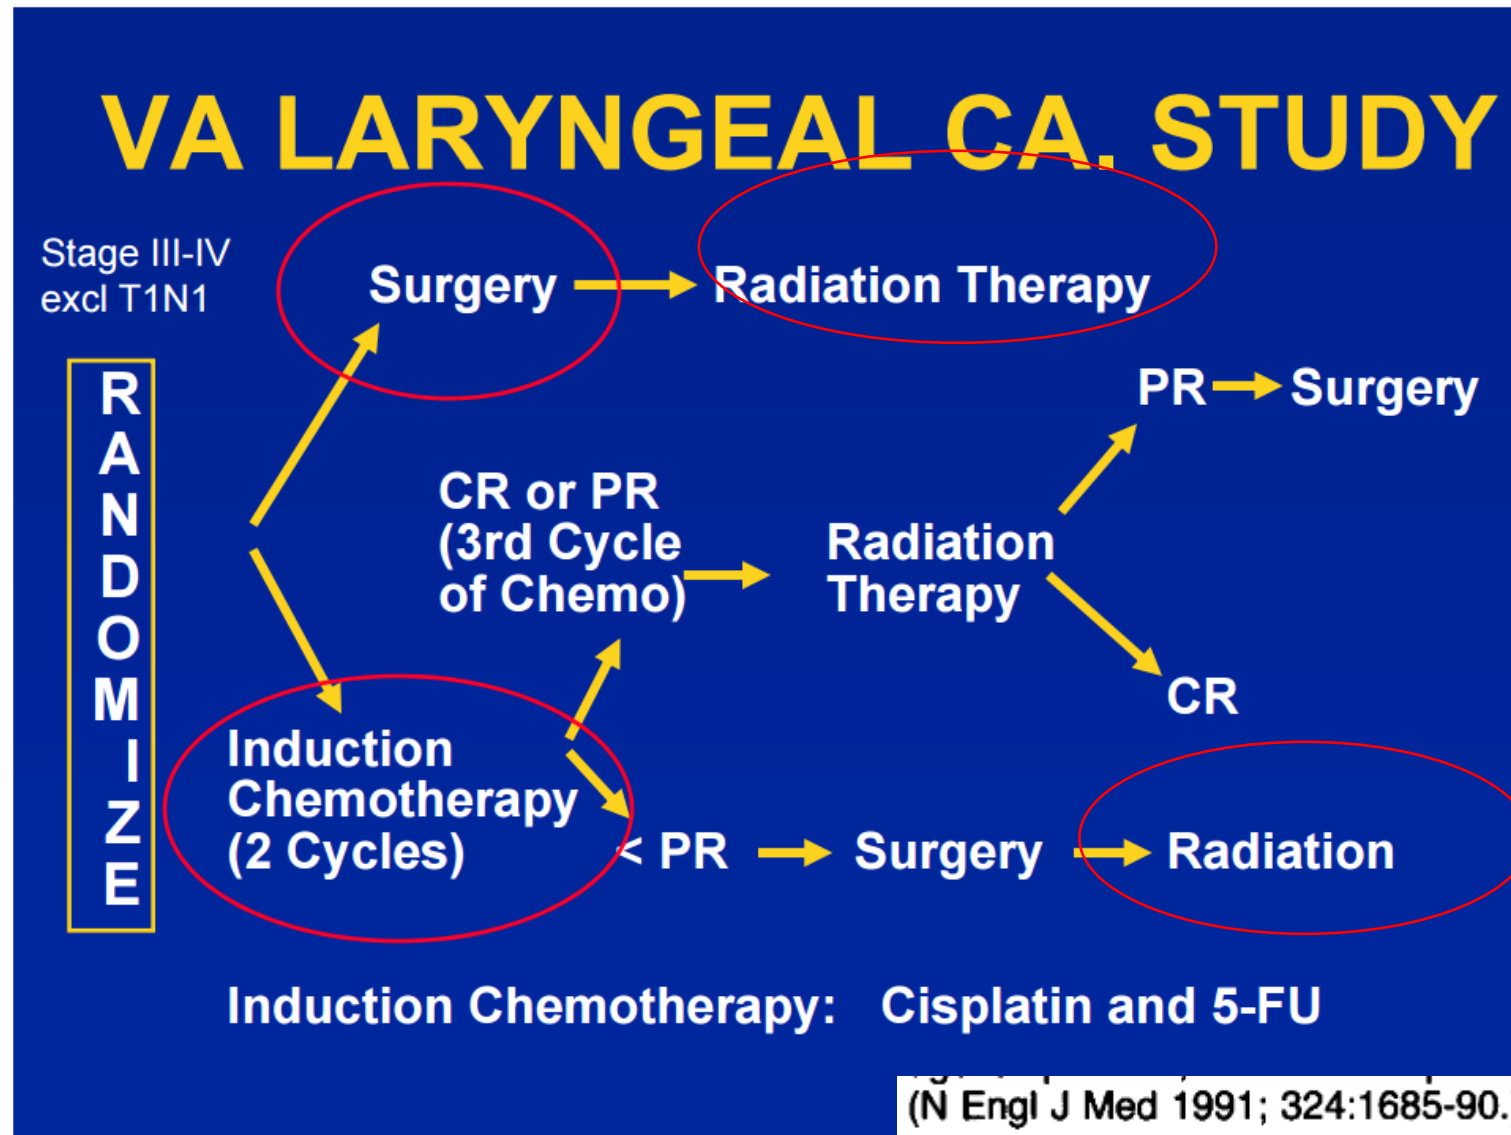 VA LARYNGEAL CA. STUDY
Stage III-IV
excl T1N1
Surgery
Radiation Therapy
RANDOMIZE
PR
Surgery
CR or PR
(3rd Cycle
of Chemo)
Radiation
Therapy
CR
Induction
Chemotherapy
(2 Cycles)
< PR
Surgery
Radiation
Induction Chemotherapy: Cisplatin and 5-FU
(N Engl J Med 1991; 324:1685-90.